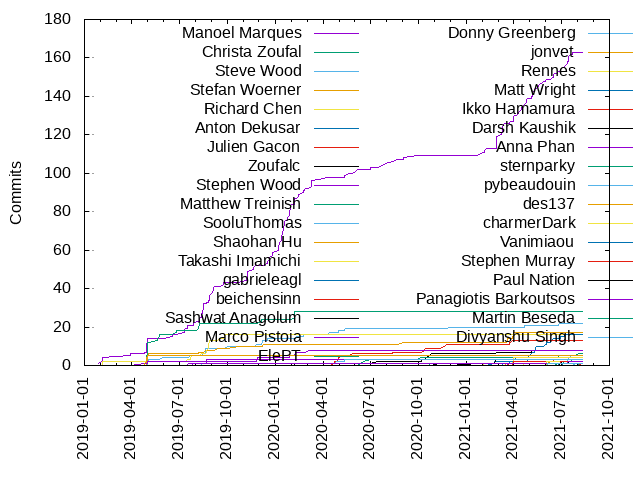 180
160
140
120
100
80
60
40
20
0
Commits
Manoel Marques
Christa Zoufal
Steve Wood
Stefan Woerner
Richard Chen
Anton Dekusar
Julien Gacon
Zoufalc
Stephen Wood
Matthew Treinish
SooluThomas
Shaohan Hu
Takashi Imamichi
gabrieleagl
beichensinn
Sashwat Anagolum
Marco Pistoia
ElePT
Donny Greenberg
jonvet
Rennes
Matt Wright
Ikko Hamamura
Darsh Kaushik
Anna Phan
sternparky
pybeaudouin
des137
charmerDark
Vanimiaou
Stephen Murray
Paul Nation
Panagiotis Barkoutsos
Martin Beseda
Divyanshu Singh
2019-01-01
2019-04-01
2019-07-01
2019-10-01
2020-01-01
2020-04-01
2020-07-01
2020-10-01
2021-01-01
2021-04-01
2021-07-01
2021-10-01